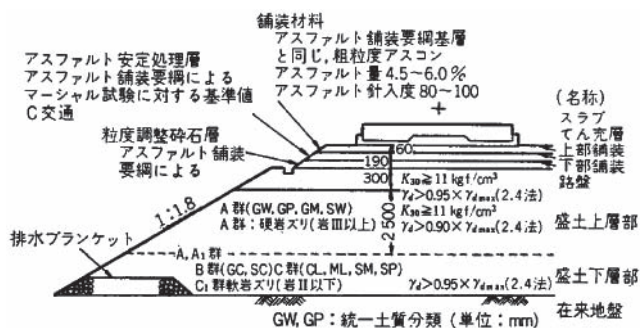 舗装材料
アスファルト舗装要綱基層
と同じ,粗粒度アスコン
アスファルト量4.5~6.0%
アスファルト針入度80~100
アスファルト安定処理層
アスファルト舗装要綱による
マーシャル試験に対する基準値
C交通
粒度調整砕石層
アスファルト舗装
要綱による
(名称)
スラブ
てん充層
上部舗装
下部舗装
路盤
盛土上層部
盛土下層部
在来地盤
60
190
300
2 500
K30≧11 kgf/cm³
γd>0.95×γdmax(2.4法)
K30≧11 kgf/cm³
γd>0.90×γdmax(2.4法)
1:1.8
A群(GW, GP, GM, SW)
A群:硬岩ズリ(岩III以上)
排水ブランケット
A, A1群
B群(GC, SC)C群(CL, ML, SM, SP)
C1群軟岩ズリ(岩II以下)
γd>0.95×γdmax(2.4法)
GW, GP:統一土質分類(単位:mm)